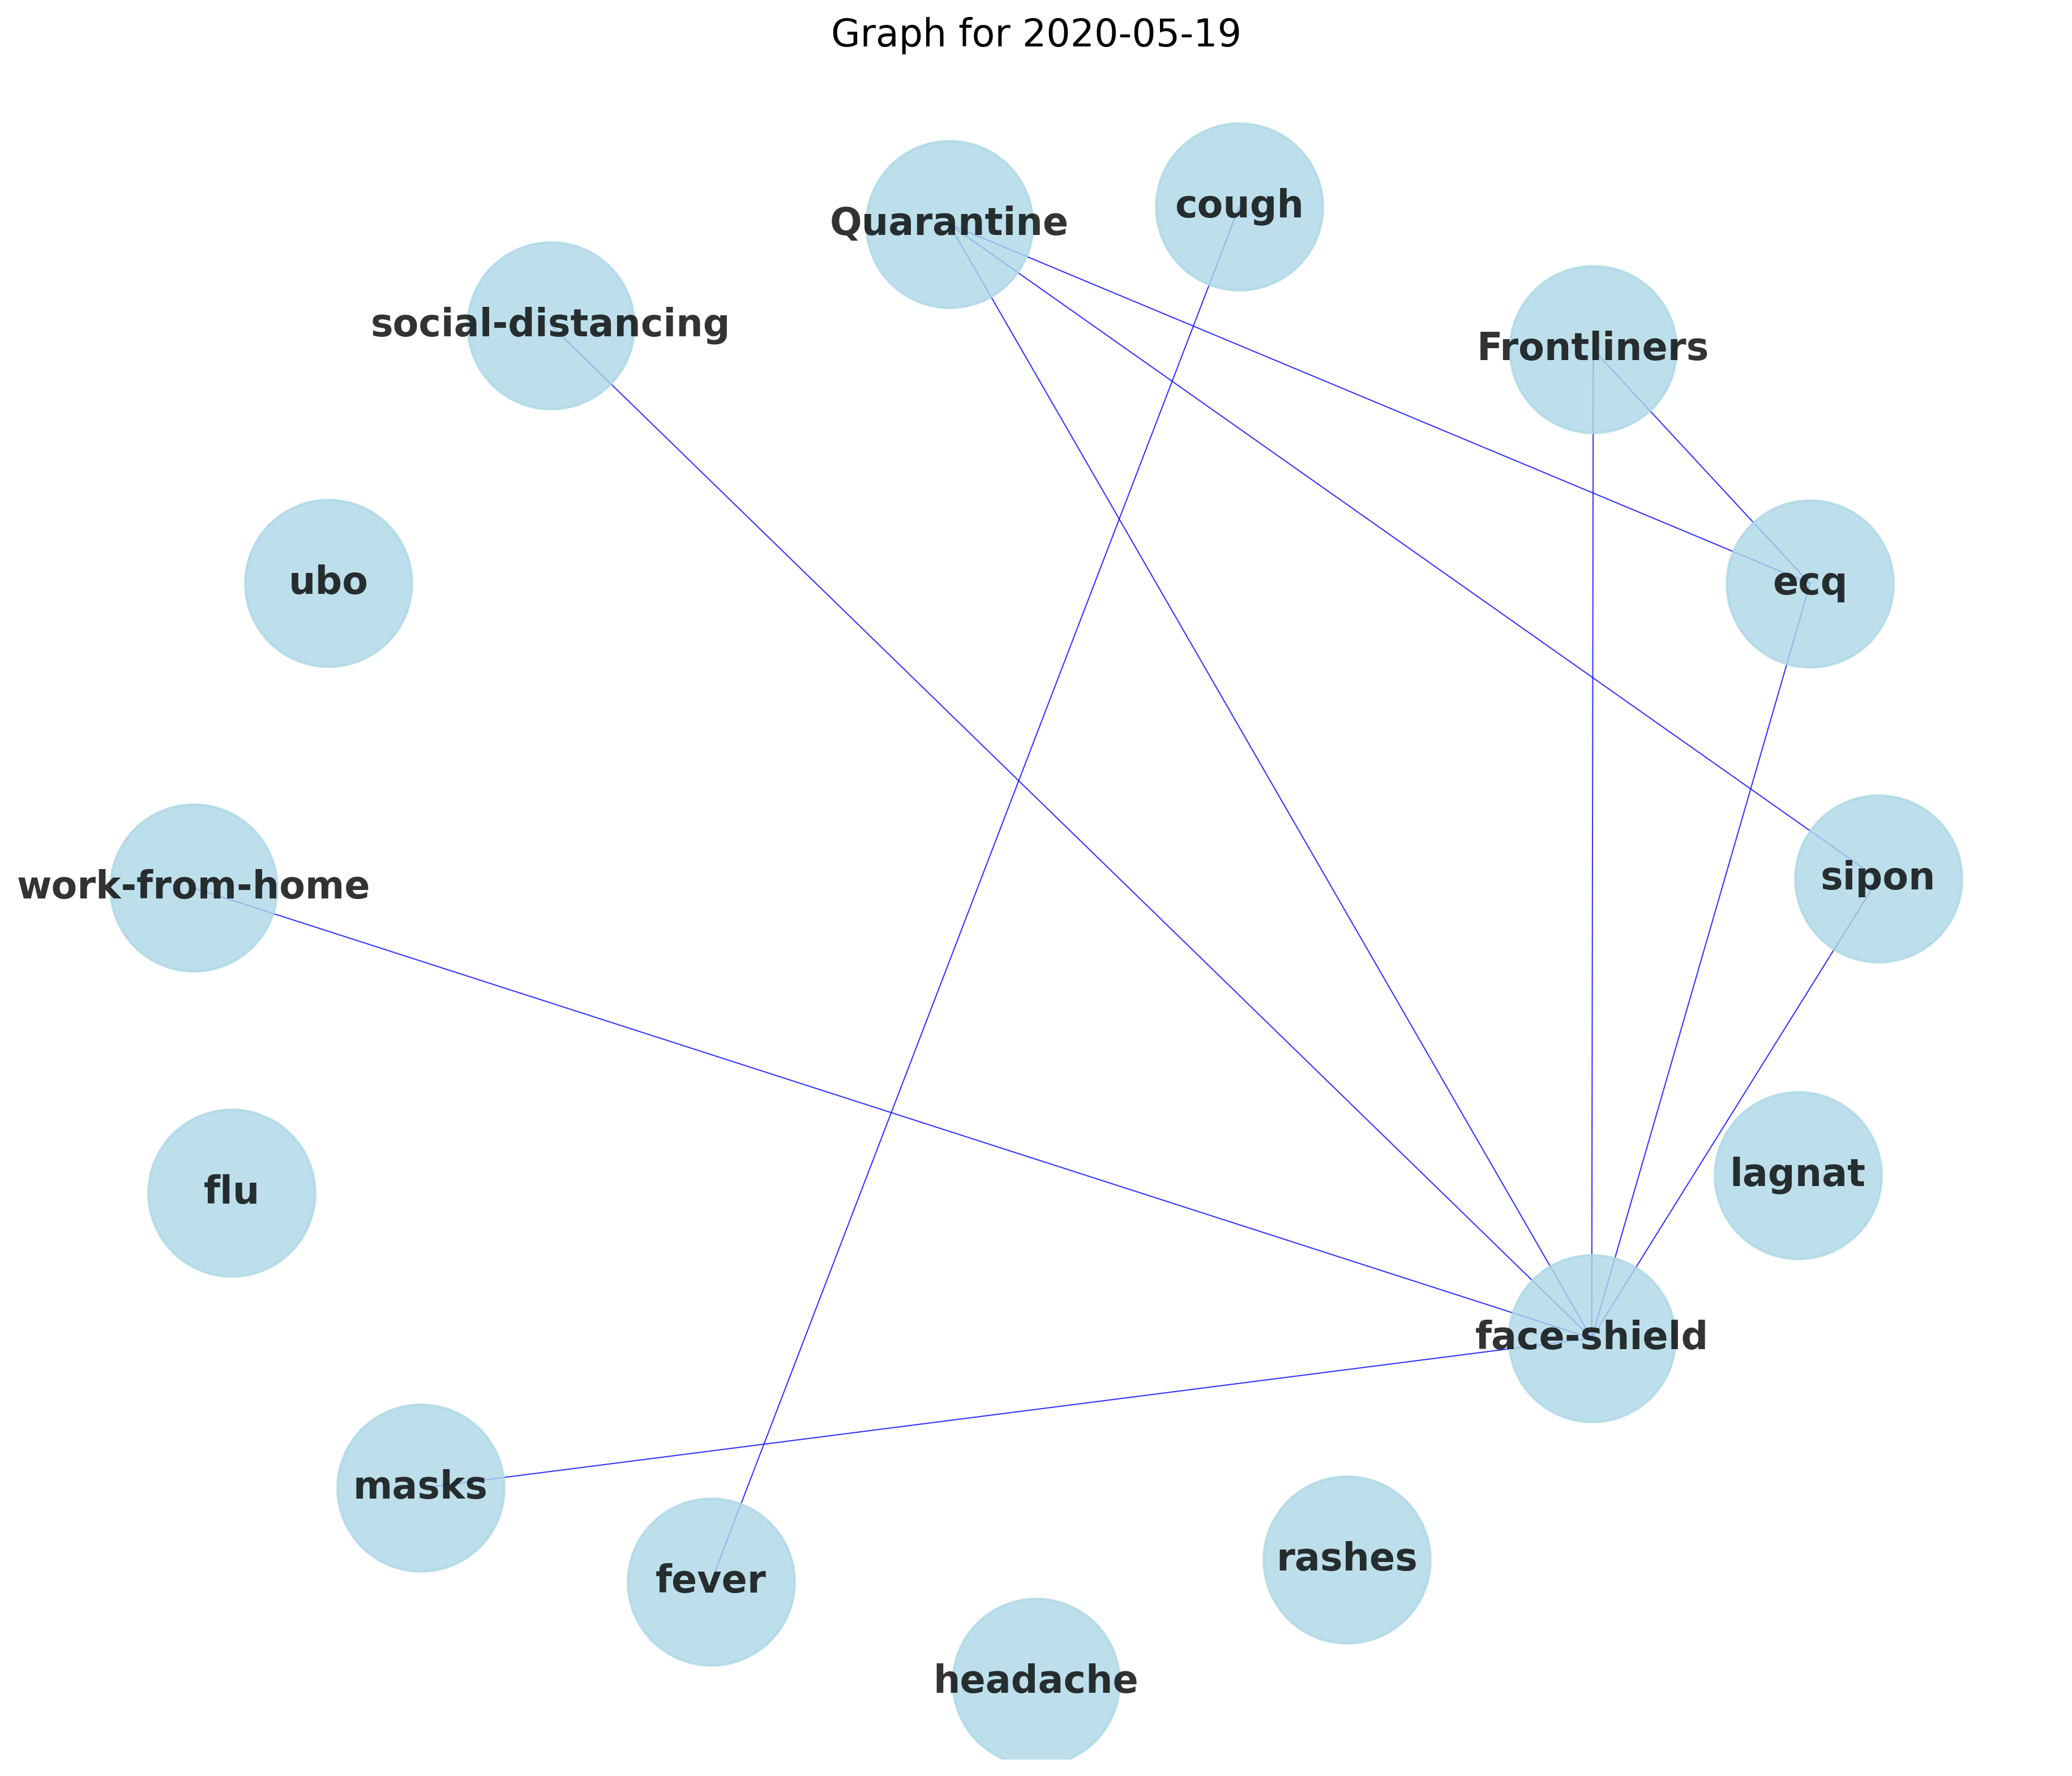 Graph for 2020-05-19
cough
Quarantine
social-distancing
Frontliners
ubo
ecq
sipon
work-from-home
lagnat
flu
face-shield
masks
rashes
fever
headache